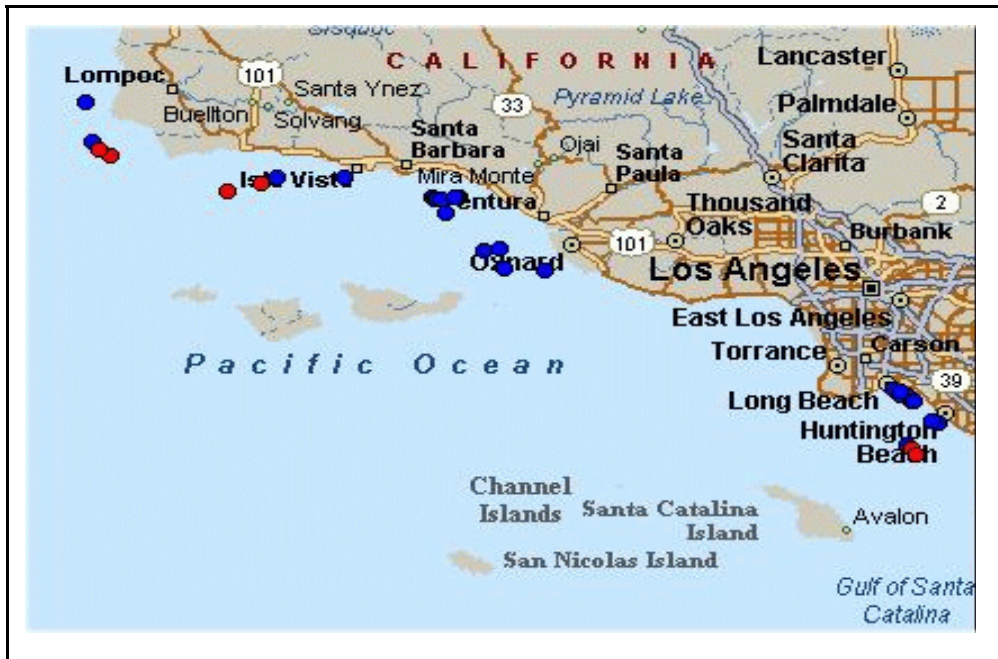 CALIFORNIA
Lompoc
101
Santa Ynez
Buellton
Solvang
33
Pyramid Lake
Lancaster
Palmdale
Santa
Barbara
Ojai
Santa
Paula
Santa
Clarita
Isla Vista
Mira Monte
Ventura
Thousand
Oaks
2
Burbank
Oxnard
101
Los Angeles
East Los Angeles
Pacific Ocean
Torrance
Carson
39
Long Beach
Huntington
Beach
Channel
Islands
Santa Catalina
Island
Avalon
San Nicolas Island
Gulf of Santa
Catalina